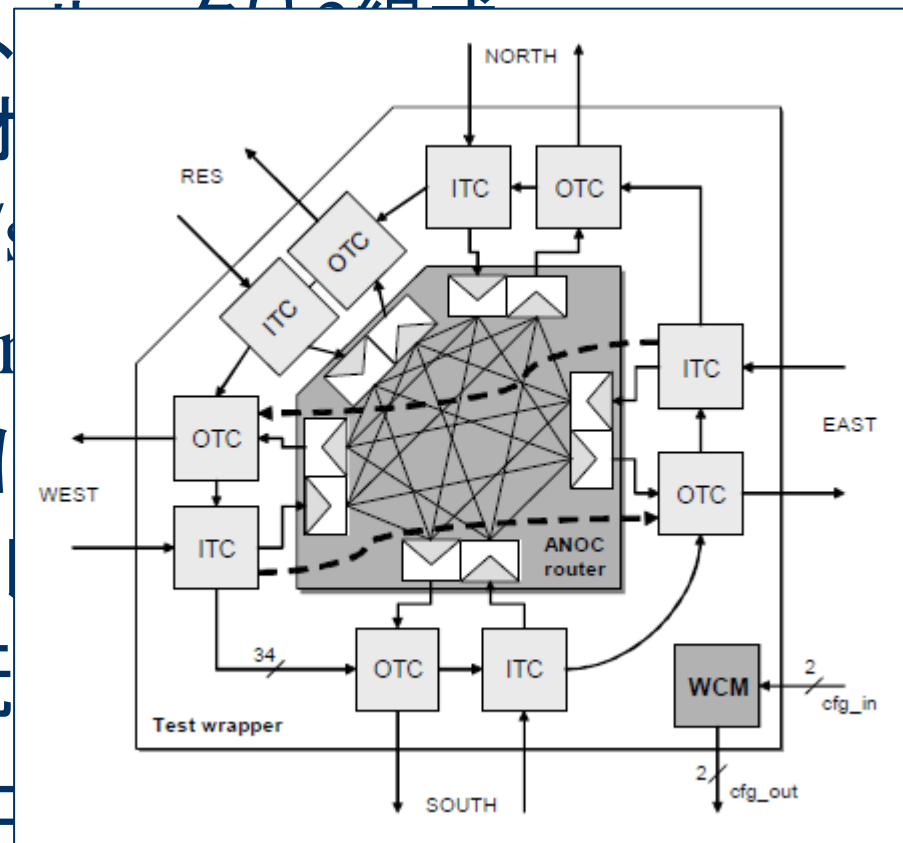 NORTH
ITC
OTC
RES
OTC
ITC
ITC
EAST
OTC
WEST
OTC
ITC
ANOC
router
34
OTC
ITC
WCM
2
cfg_in
Test wrapper
2
cfg_out
SOUTH